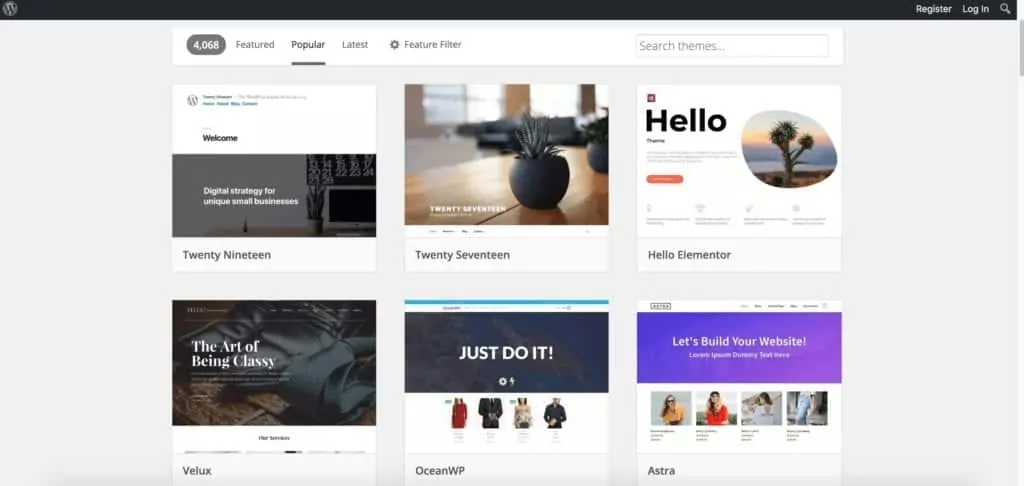 Register Log In
4,068 Featured Popular Latest Feature Filter Search themes...
Welcome
Digital strategy for
unique small businesses
Twenty Nineteen
TWENTY SEVENTEEN
Twenty Seventeen
Hello
Theme
Hello Elementor
VELUX
The Art of
Being Classy
Our Services
Velux
OceanWP
JUST DO IT!
OceanWP
ASTRA
Let's Build Your Website!
Lorem Ipsum Dummy Text Here
Astra